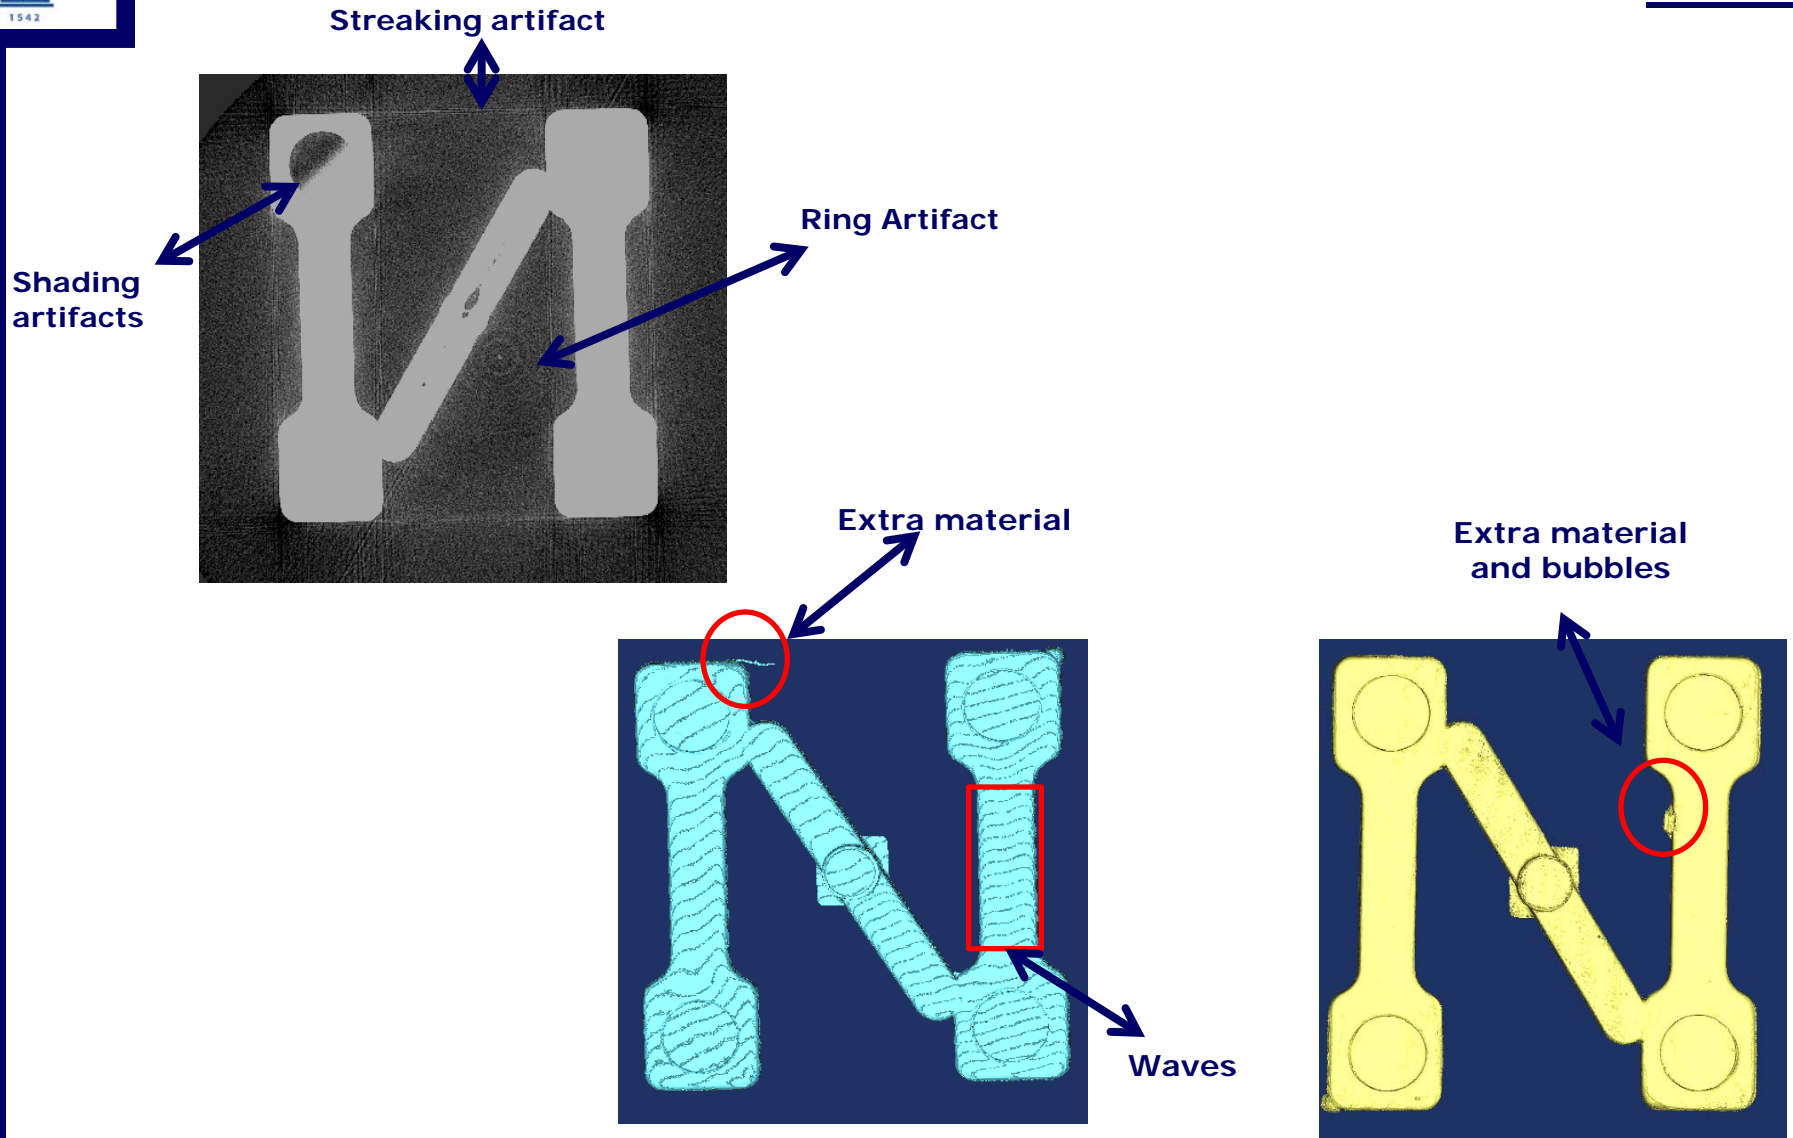 1542
Streaking artifact
Ring Artifact
Shading
artifacts
Extra material
Extra material
and bubbles
Waves